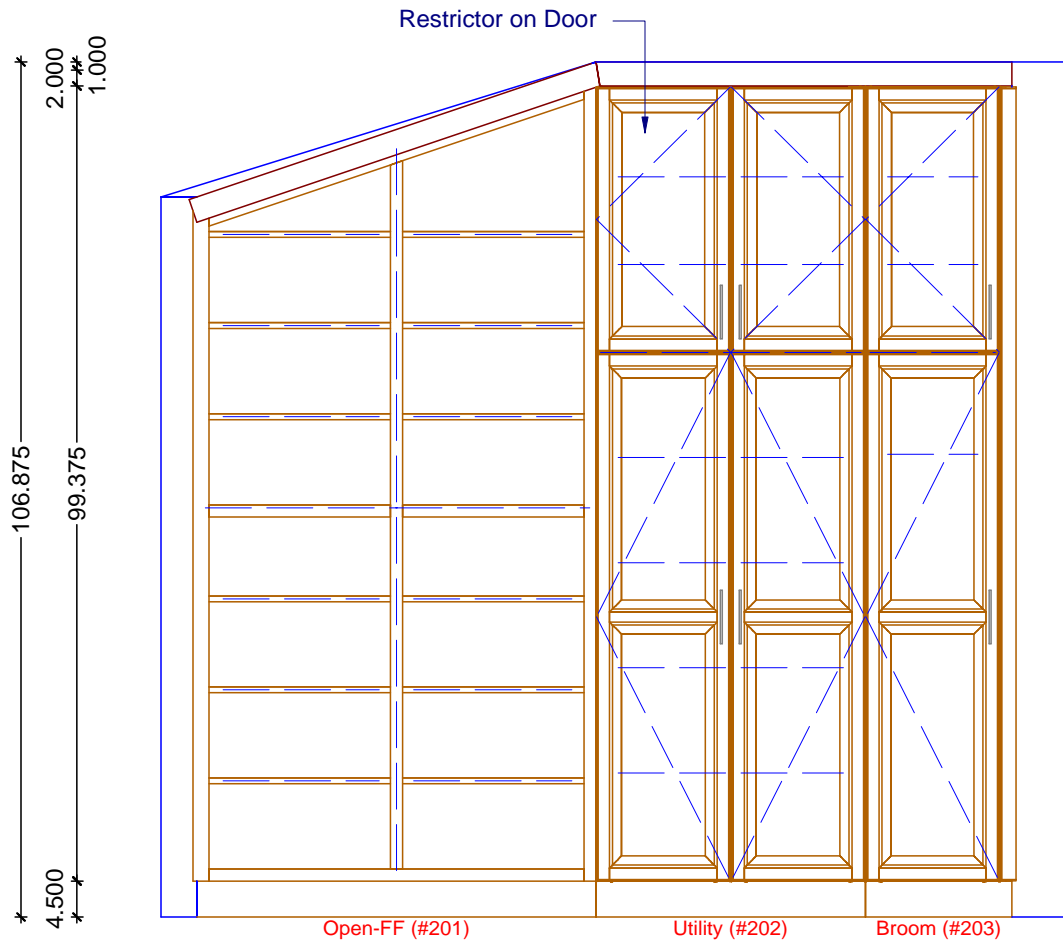 Restrictor on Door
2.000
1.000
106.875
99.375
4.500
Open-FF (#201)
Utility (#202)
Broom (#203)